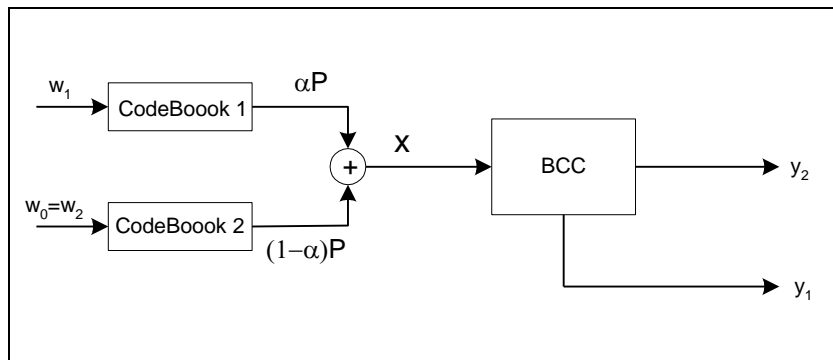 w1
CodeBoook 1
αP
w0=w2
CodeBoook 2
(1−α)P
+
X
BCC
y2
y1